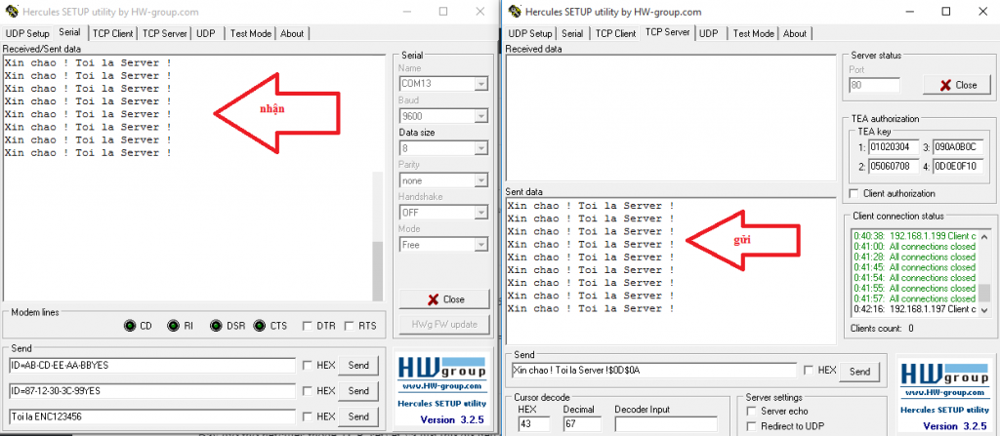 Hercules SETUP utility by HW-group.com
UDP Setup Serial TCP Client TCP Server UDP Test Mode About
Received/Sent data
Xin chao ! Toi la Server !
Xin chao ! Toi la Server !
Xin chao ! Toi la Server !
Xin chao ! Toi la Server !
Xin chao ! Toi la Server !
Xin chao ! Toi la Server !
Xin chao ! Toi la Server !
Xin chao ! Toi la Server !
nhận
Serial
Name
COM13
Baud
9600
Data size
8
Parity
none
Handshake
OFF
Mode
Free
Close
HWg FW update
Modem lines
CD RI DSR CTS DTR RTS
Send
ID=AB-CD-EE-AA-BBYES HEX Send
ID=87-12-30-3C-99YES HEX Send
Toi la ENC123456 HEX Send
HWgroup
www.HW-group.com
Hercules SETUP utility
Version 3.2.5
Hercules SETUP utility by HW-group.com
UDP Setup Serial TCP Client TCP Server UDP Test Mode About
Received data
Sent data
Xin chao ! Toi la Server !
Xin chao ! Toi la Server !
Xin chao ! Toi la Server !
Xin chao ! Toi la Server !
Xin chao ! Toi la Server !
Xin chao ! Toi la Server !
Xin chao ! Toi la Server !
Xin chao ! Toi la Server !
Xin chao ! Toi la Server !
gửi
Server status
Port
80 Close
TEA authorization
TEA key
1: 01020304 3: 090A0B0C
2: 05060708 4: 0D0E0F10
Client authorization
Client connection status
0:40:38: 192.168.1.199 Client c
0:41:00: All connections closed
0:41:28: All connections closed
0:41:45: All connections closed
0:41:54: All connections closed
0:41:55: All connections closed
0:41:57: All connections closed
0:42:16: 192.168.1.197 Client c
Clients count: 0
Send
Xin chao ! Toi la Server !$0D$0A HEX Send
Cursor decode
HEX Decimal Decoder Input
43 67
Server settings
Server echo
Redirect to UDP
HWgroup
www.HW-group.com
Hercules SETUP utility
Version 3.2.5